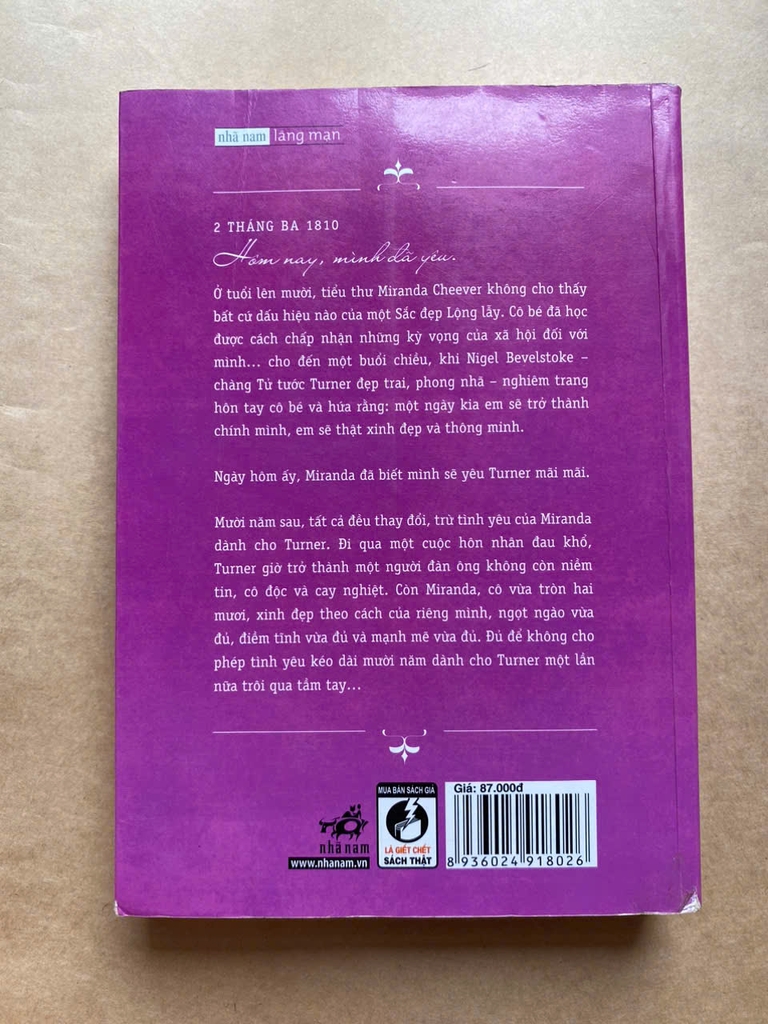 nhã nam lãng mạn
2 THÁNG BA 1810
Hôm nay, mình đã yêu.
Ở tuổi lên mười, tiểu thư Miranda Cheever không cho thấy
bất cứ dấu hiệu nào của một Sắc đẹp Lộng lẫy. Cô bé đã học
được cách chấp nhận những kỳ vọng của xã hội đối với
mình... cho đến một buổi chiều, khi Nigel Bevelstoke –
chàng Tử tước Turner đẹp trai, phong nhã – nghiêm trang
hôn tay cô bé và hứa rằng: một ngày kia em sẽ trở thành
chính mình, em sẽ thật xinh đẹp và thông minh.
Ngày hôm ấy, Miranda đã biết mình sẽ yêu Turner mãi mãi.
Mười năm sau, tất cả đều thay đổi, trừ tình yêu của Miranda
dành cho Turner. Đi qua một cuộc hôn nhân đau khổ,
Turner giờ trở thành một người đàn ông không còn niềm
tin, cô độc và cay nghiệt. Còn Miranda, cô vừa tròn hai
mươi, xinh đẹp theo cách của riêng mình, ngọt ngào vừa
đủ, điềm tĩnh vừa đủ và mạnh mẽ vừa đủ. Đủ để không cho
phép tình yêu kéo dài mười năm dành cho Turner một lần
nữa trôi qua tầm tay...
nhã nam
www.nhanam.vn
MUA BÁN SÁCH GIẢ
LÀ GIẾT CHẾT
SÁCH THẬT
Giá: 87.000đ
8 936024 918026